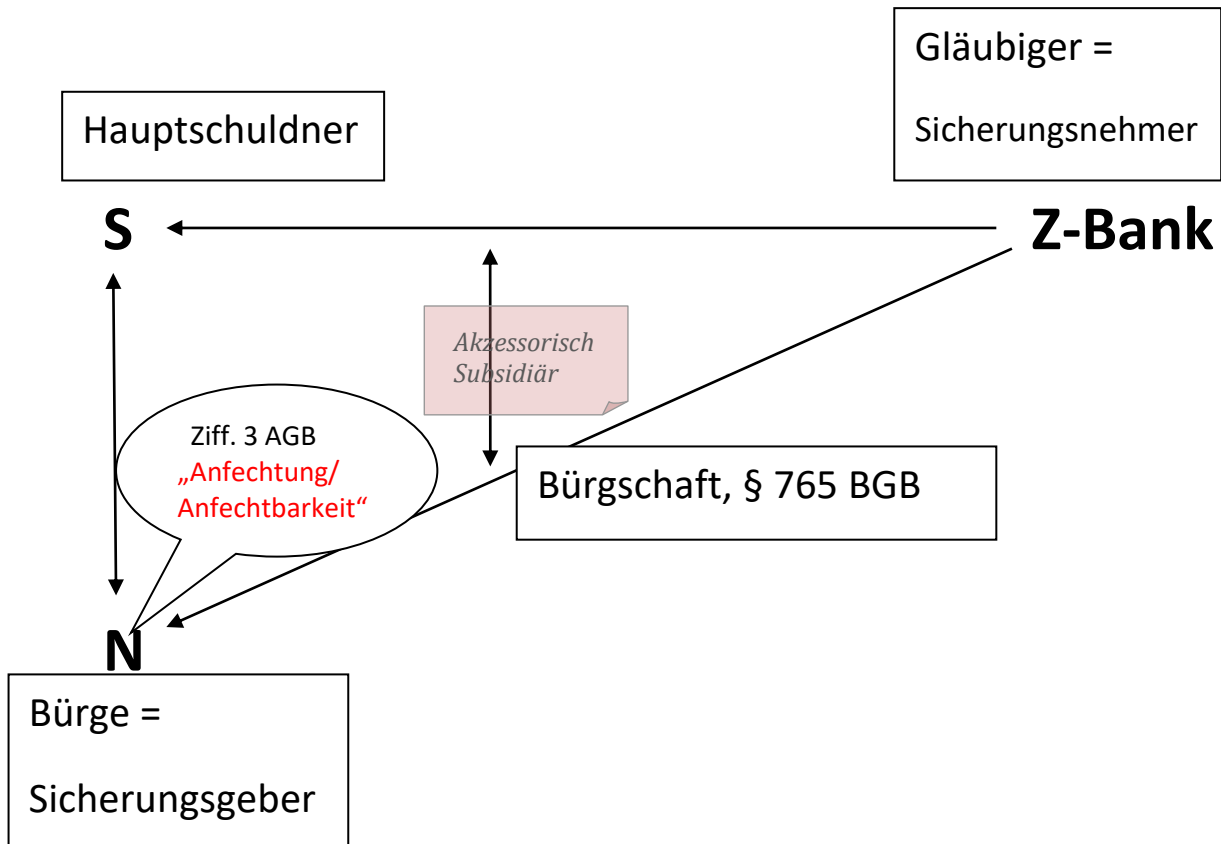 Gläubiger =
Sicherungsnehmer
Hauptschuldner
S
Z-Bank
Akzessorisch
Subsidiär
Ziff. 3 AGB
„Anfechtung/
Anfechtbarkeit“
Bürgschaft, § 765 BGB
N
Bürge =
Sicherungsgeber